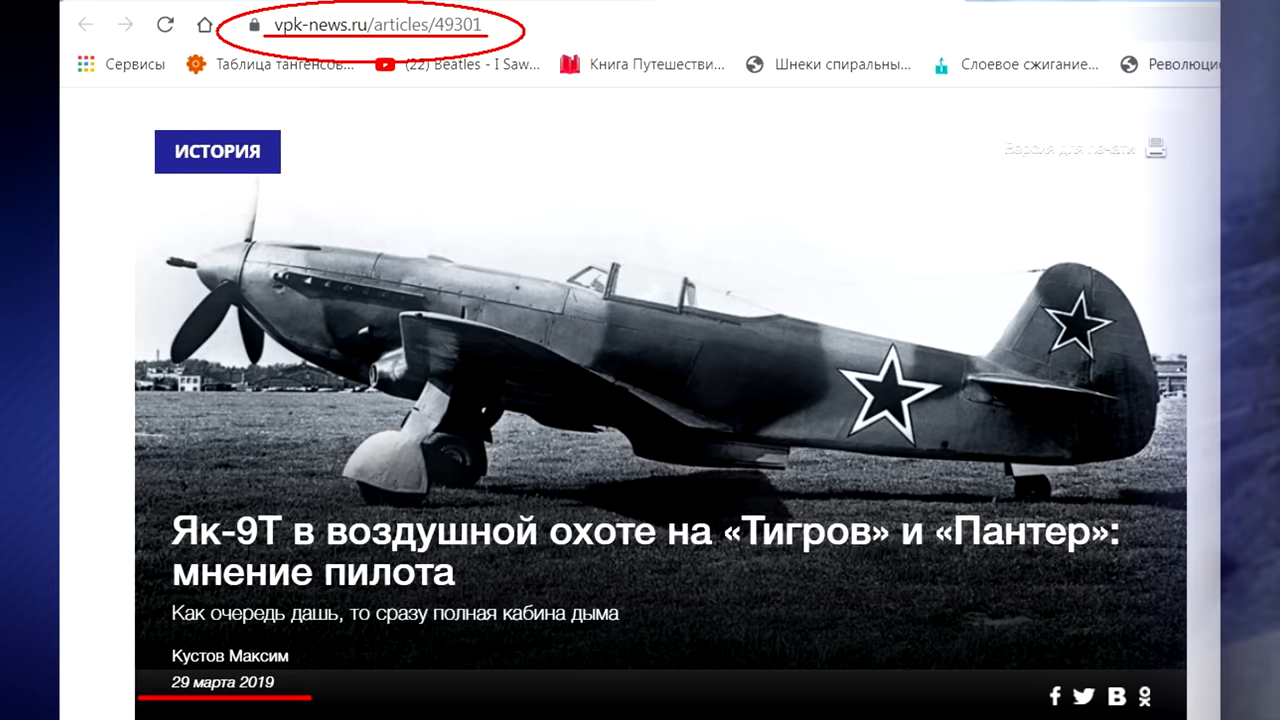 vpk-news.ru/articles/49301
Сервисы
Таблица тангенсов...
(22) Beatles - I Saw...
Книга Путешестви...
Шнеки спиральны...
Слоевое сжигание...
Революци
ИСТОРИЯ
Версия для печати
Як-9Т в воздушной охоте на «Тигров» и «Пантер»:
мнение пилота
Как очередь дашь, то сразу полная кабина дыма
Кустов Максим
29 марта 2019